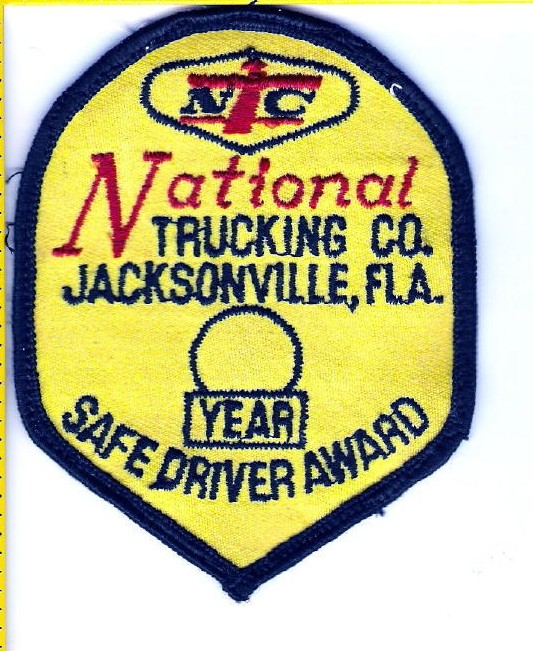 NTC
National
TRUCKING CO.
JACKSONVILLE, FLA.
YEAR
SAFE DRIVER AWARD